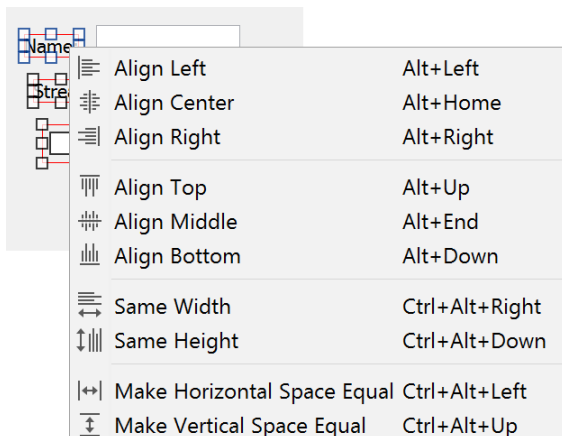 Name
Align Left Alt+Left
Align Center Alt+Home
Align Right Alt+Right
Align Top Alt+Up
Align Middle Alt+End
Align Bottom Alt+Down
Same Width Ctrl+Alt+Right
Same Height Ctrl+Alt+Down
Make Horizontal Space Equal Ctrl+Alt+Left
Make Vertical Space Equal Ctrl+Alt+Up